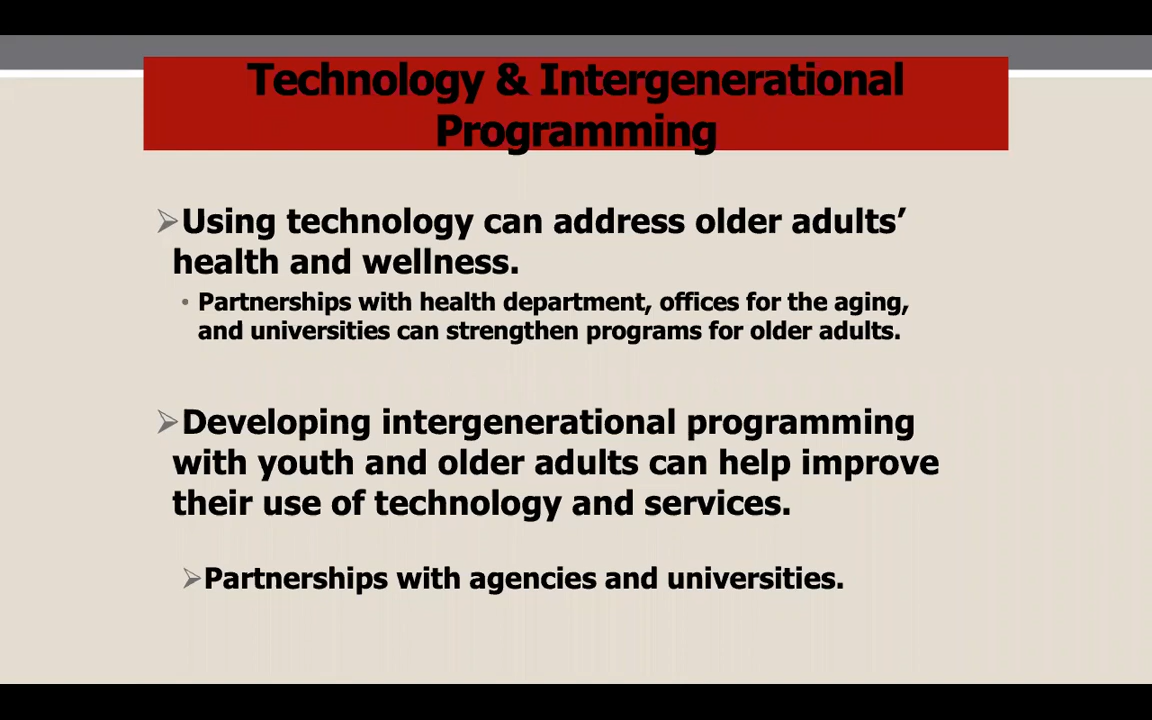 Technology & Intergenerational
Programming
Using technology can address older adults’
health and wellness.
Partnerships with health department, offices for the aging,
and universities can strengthen programs for older adults.
Developing intergenerational programming
with youth and older adults can help improve
their use of technology and services.
Partnerships with agencies and universities.